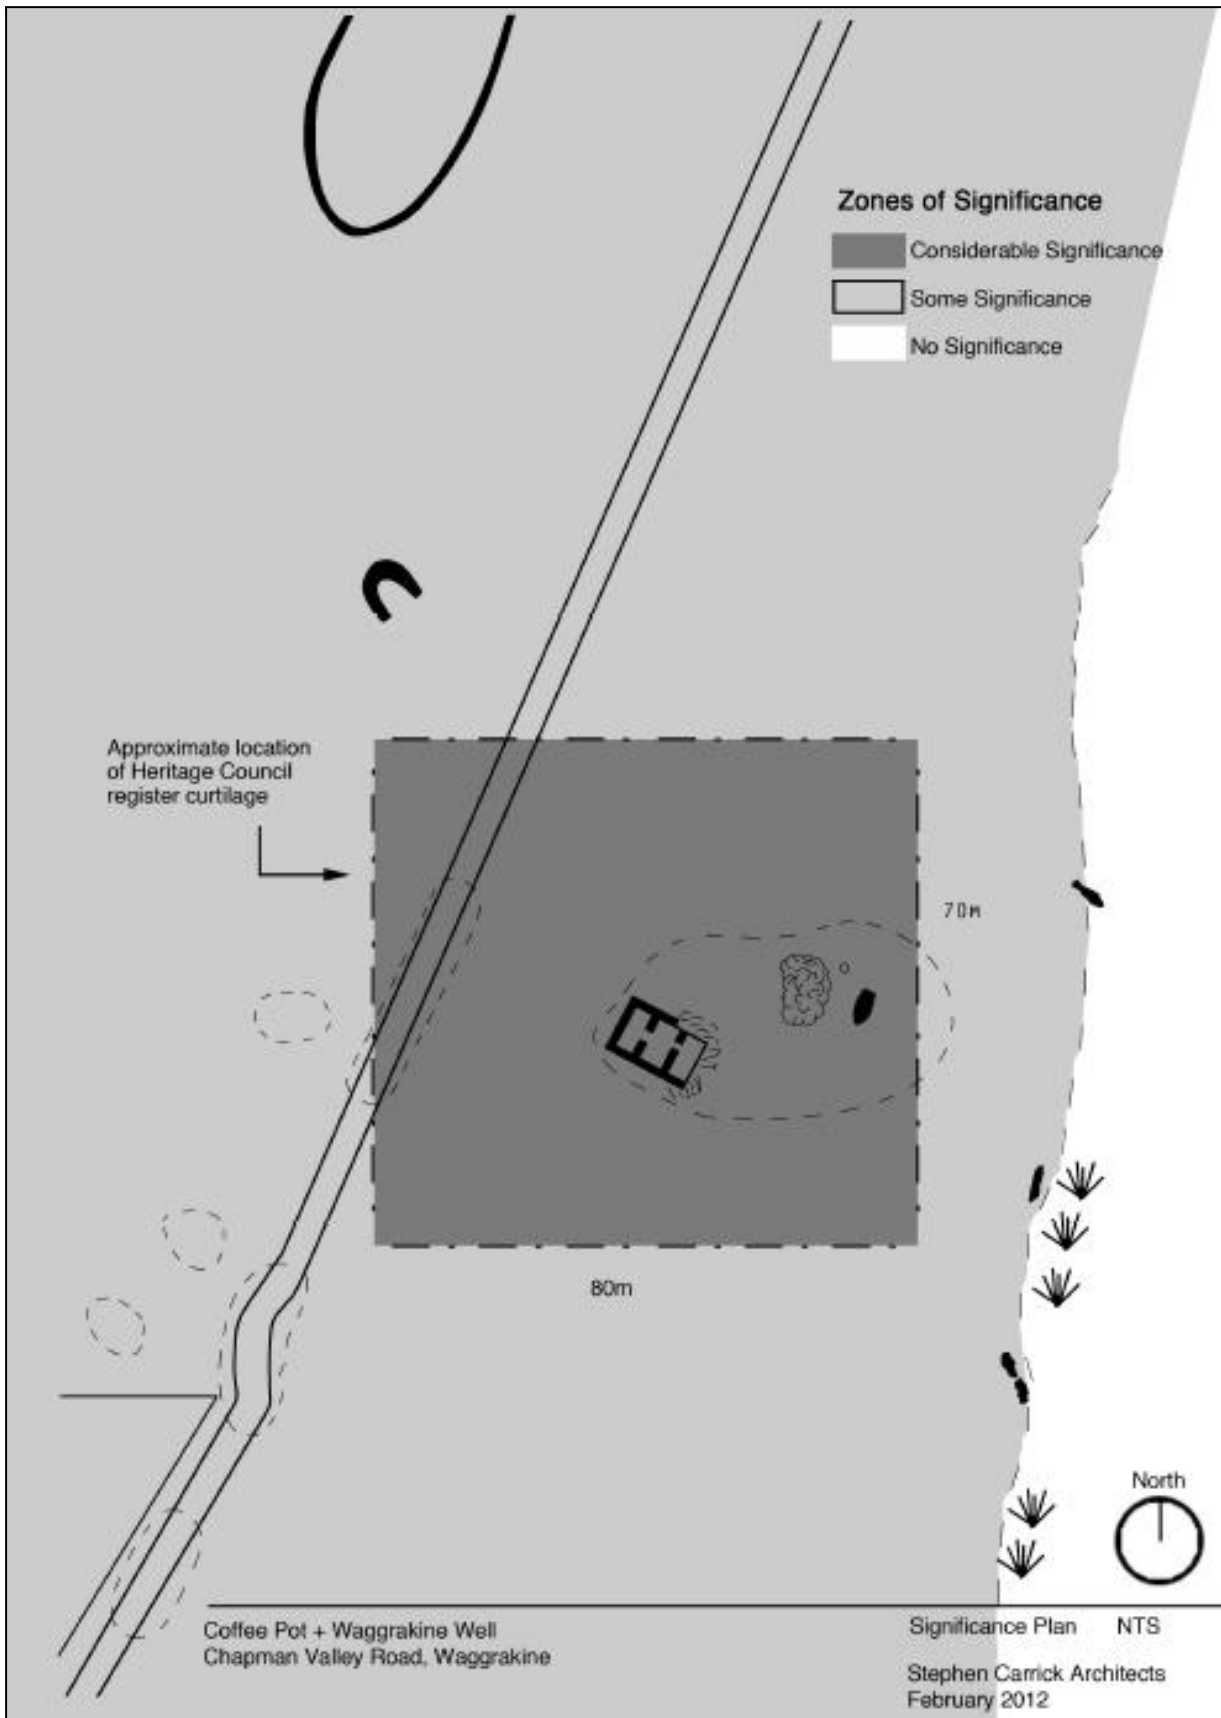 Zones of Significance
Considerable Significance
Some Significance
No Significance
Approximate location
of Heritage Council
register curtilage
70m
80m
North
Coffee Pot + Waggrakine Well
Chapman Valley Road, Waggrakine
Significance Plan NTS
Stephen Carrick Architects
February 2012